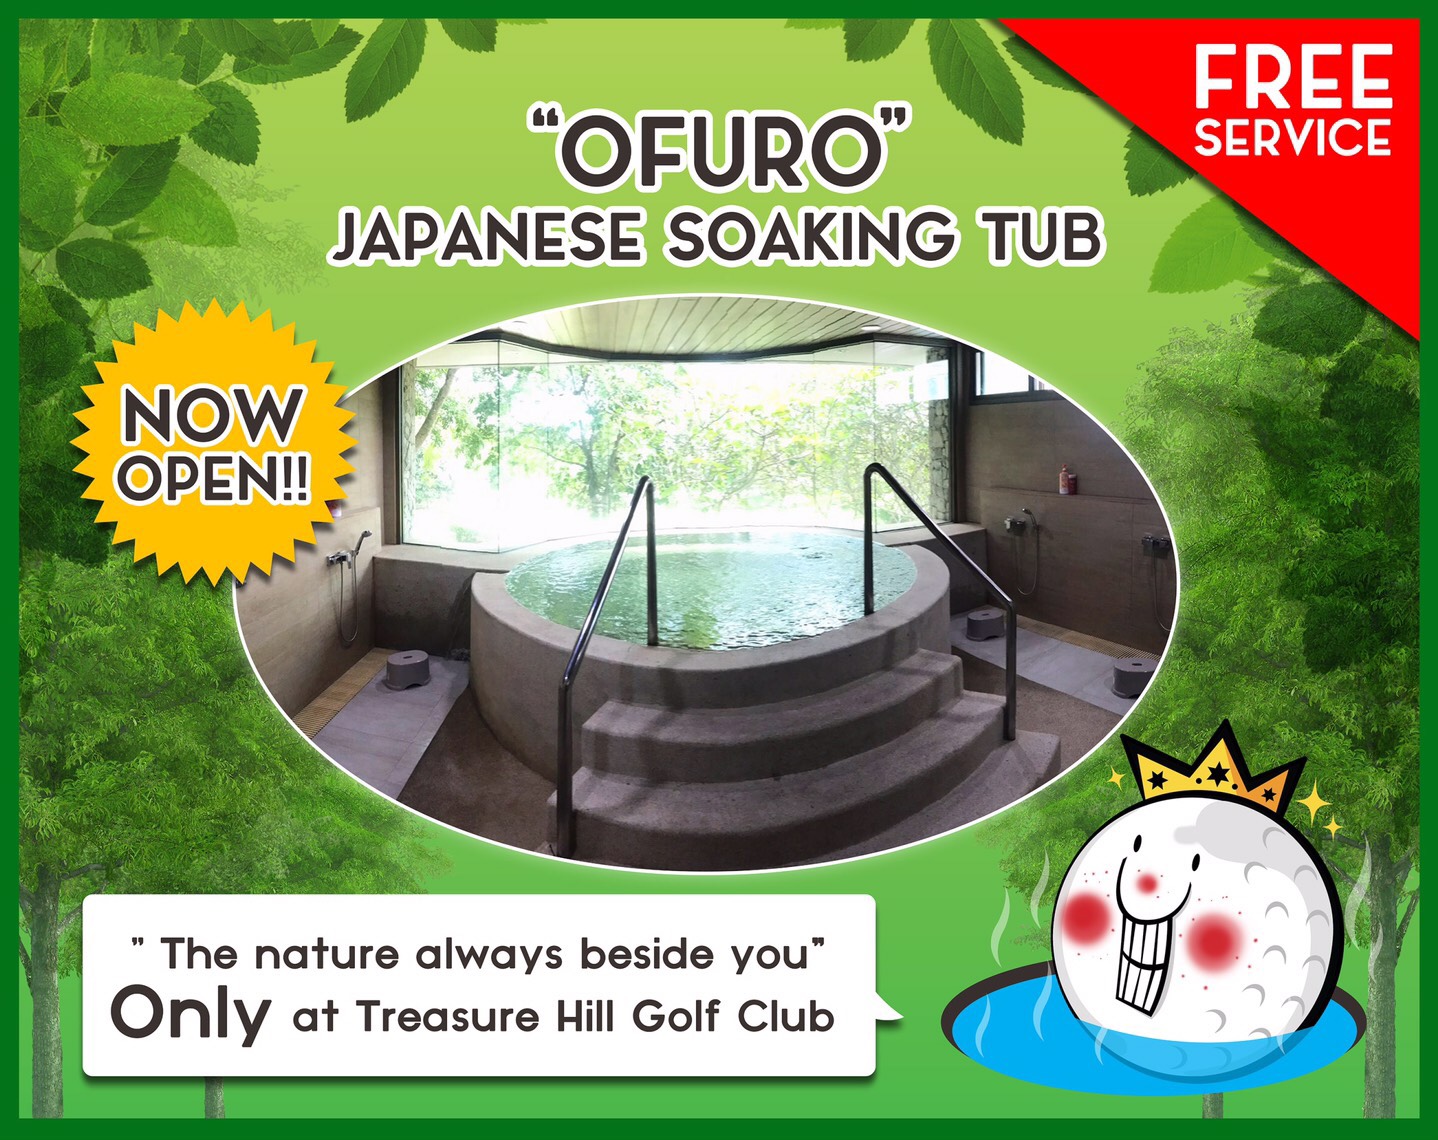 FREE
SERVICE
“OFURO”
JAPANESE SOAKING TUB
NOW
OPEN!!
” The nature always beside you”
Only at Treasure Hill Golf Club